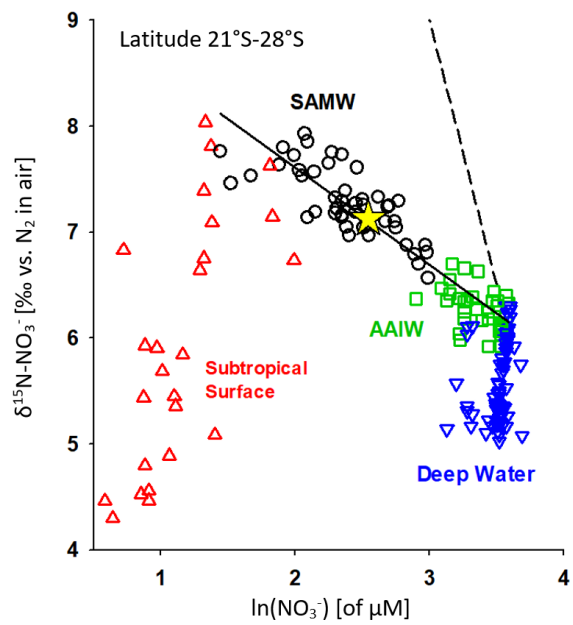 Latitude 21°S-28°S
SAMW
AAIW
Subtropical
Surface
Deep Water
9
8
7
6
5
4
1
2
3
4
δ¹⁵N-NO₃⁻ [‰ vs. N₂ in air]
ln(NO₃⁻) [of μM]